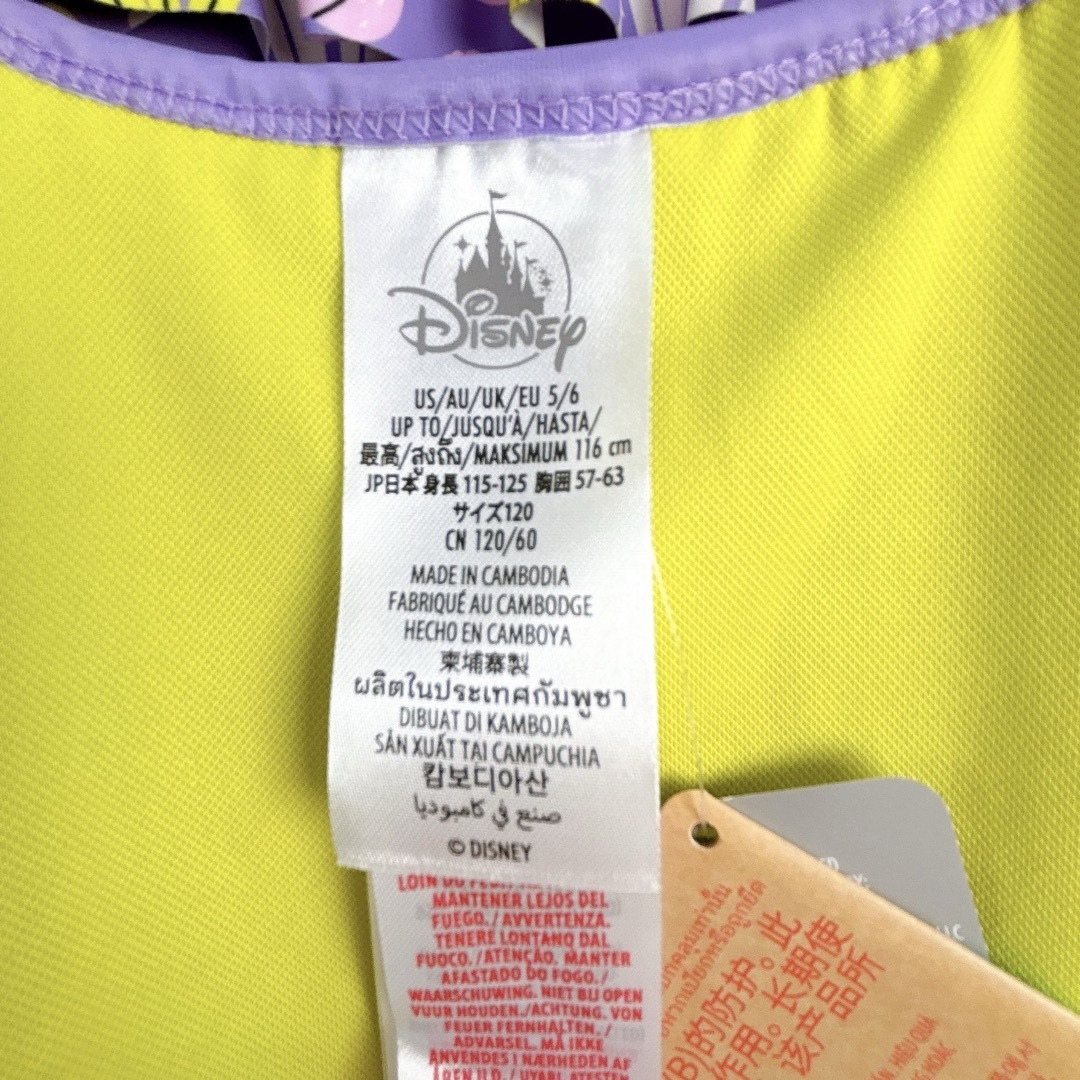 Disney
US/AU/UK/EU 5/6
UP TO/JUSQU'À/HASTA/
最高/สูงถึง/MAKSIMUM 116 cm
JP日本 身長 115-125 胸囲 57-63
サイズ120
CN 120/60
MADE IN CAMBODIA
FABRIQUÉ AU CAMBODGE
HECHO EN CAMBOYA
柬埔寨製
ผลิตในประเทศกัมพูชา
DIBUAT DI KAMBOJA
SẢN XUẤT TẠI CAMPUCHIA
캄보디아산
صنع في كامبوديا
© DISNEY
LOIN DU
MANTENER LEJOS DEL
FUEGO./AVVERTENZA.
TENERE LONTANO DAL
FUOCO./ATENÇÃO. MANTER
AFASTADO DO FOGO./
WAARSCHUWING. NIET BIJ OPEN
VUUR HOUDEN./ACHTUNG. VON
FEUER FERNHALTEN. /
ADVARSEL. MÅ IKKE
ANVENDES I NÆRHEDEN AF
ÅBEN ILD./
的防护。此
作用。长期使
该产品所